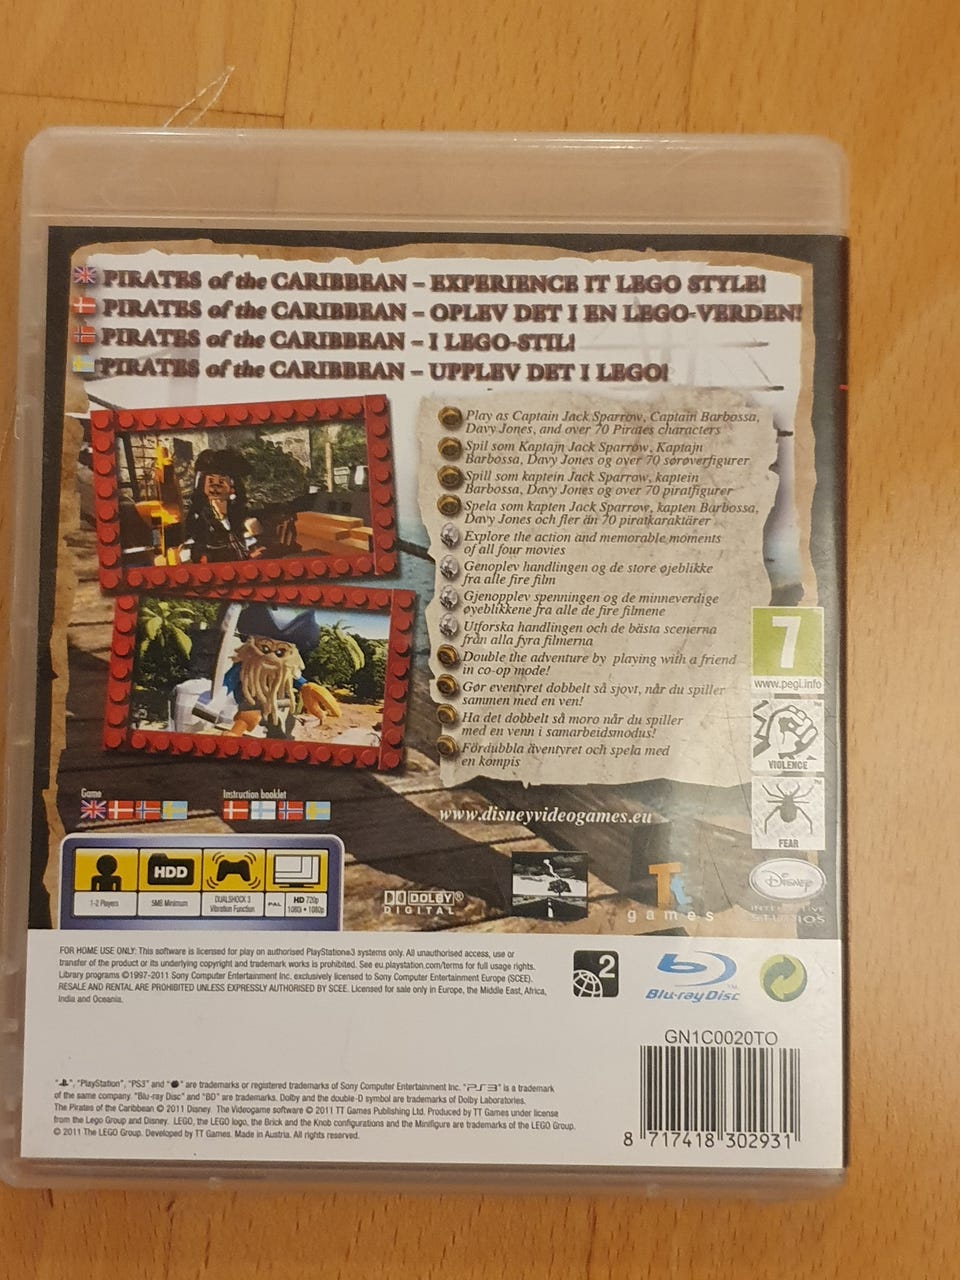 PIRATES of the CARIBBEAN – EXPERIENCE IT LEGO STYLE!
PIRATES of the CARIBBEAN – OPLEV DET I EN LEGO-VERDEN!
PIRATES of the CARIBBEAN – I LEGO-STIL!
PIRATES of the CARIBBEAN – UPPLEV DET I LEGO!
Play as Captain Jack Sparrow, Captain Barbossa,
Davy Jones, and over 70 Pirates characters
Spil som Kaptajn Jack Sparrow, Kaptajn
Barbossa, Davy Jones og over 70 sørøverfigurer
Spill som kaptein Jack Sparrow, kaptein
Barbossa, Davy Jones og over 70 piratfigurer
Spela som kapten Jack Sparrow, kapten Barbossa,
Davy Jones och fler än 70 piratkaraktärer
Explore the action and memorable moments
of all four movies
Genoplev handlingen og de store øjeblikke
fra alle fire film
Gjenopplev spenningen og de minneverdige
øyeblikkene fra alle de fire filmene
Utforska handlingen och de bästa scenerna
från alla fyra filmerna
Double the adventure by playing with a friend
in co-op mode!
Gør eventyret dobbelt så sjovt, når du spiller
sammen med en ven!
Ha det dobbelt så moro når du spiller
med en venn i samarbeidsmodus!
Fördubbla äventyret och spela med
en kompis
7
www.pegi.info
VIOLENCE
FEAR
Game
Instruction booklet
www.disneyvideogames.eu
1-2 Players
HDD
5MB Minimum
DUALSHOCK 3
Vibration Function
PAL
HD 720p
1080i • 1080p
DOLBY®
DIGITAL
Tt
games
Disney
INTERACTIVE
STUDIOS
FOR HOME USE ONLY: This software is licensed for play on authorised PlayStation®3 systems only. All unauthorised access, use or
transfer of the product or its underlying copyright and trademark works is prohibited. See eu.playstation.com/terms for full usage rights.
Library programs ©1997-2011 Sony Computer Entertainment Inc. exclusively licensed to Sony Computer Entertainment Europe (SCEE).
RESALE AND RENTAL ARE PROHIBITED UNLESS EXPRESSLY AUTHORISED BY SCEE. Licensed for sale only in Europe, the Middle East, Africa,
India and Oceania.
2
Blu-ray Disc™
GN1C0020TO
8 717418 302931
" ", "PlayStation", "PS3" and " " are trademarks or registered trademarks of Sony Computer Entertainment Inc. "PS3" is a trademark
of the same company. "Blu-ray Disc" and "BD" are trademarks. Dolby and the double-D symbol are trademarks of Dolby Laboratories.
The Pirates of the Caribbean © 2011 Disney. The Videogame software © 2011 TT Games Publishing Ltd. Produced by TT Games under license
from the Lego Group and Disney. LEGO, the LEGO logo, the Brick and the Knob configurations and the Minifigure are trademarks of the LEGO Group.
© 2011 The LEGO Group. Developed by TT Games. Made in Austria. All rights reserved.